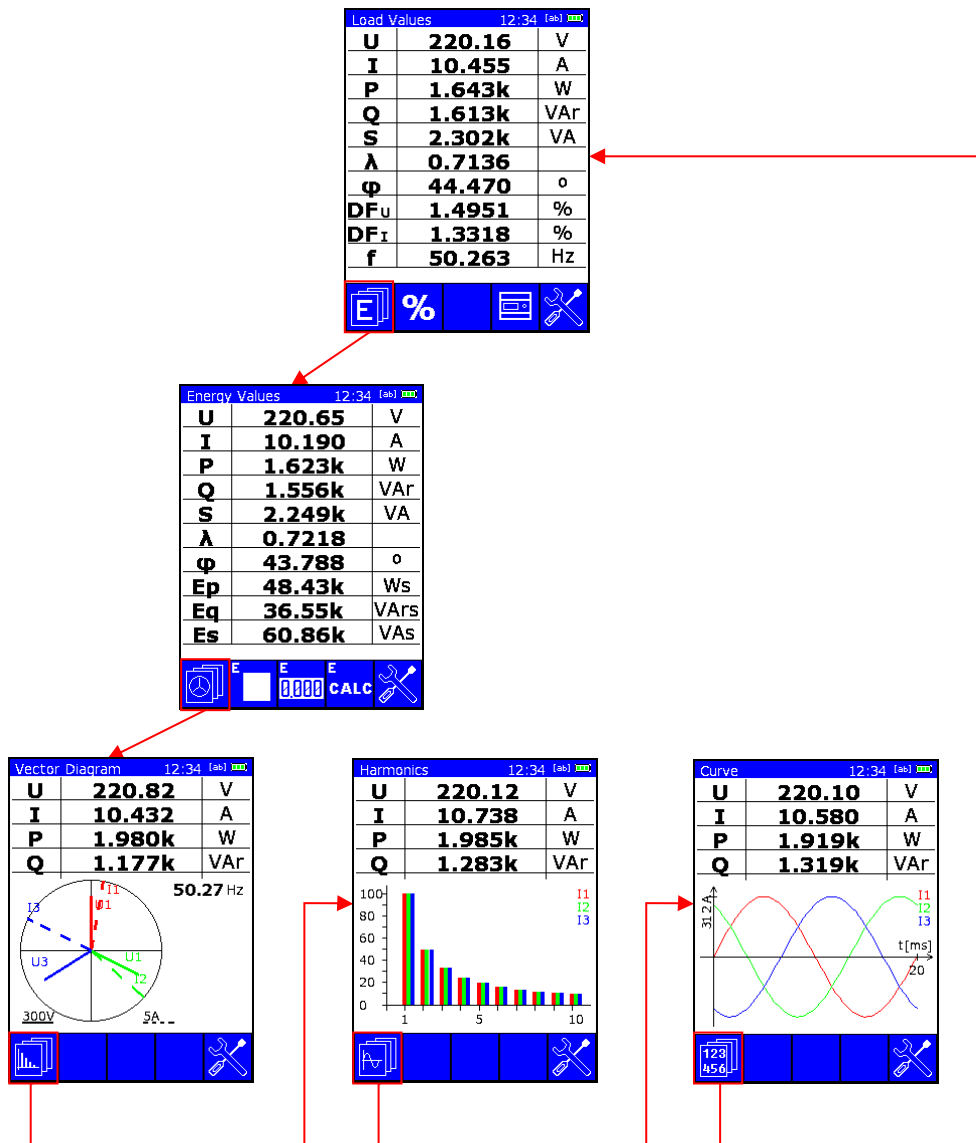 Load Values 12:34 [ab]
U 220.16 V
I 10.455 A
P 1.643k W
Q 1.613k VAr
S 2.302k VA
λ 0.7136
φ 44.470 o
DFU 1.4951 %
DFI 1.3318 %
f 50.263 Hz
E %
Energy Values 12:34 [ab]
U 220.65 V
I 10.190 A
P 1.623k W
Q 1.556k VAr
S 2.249k VA
λ 0.7218
φ 43.788 o
Ep 48.43k Ws
Eq 36.55k VArs
Es 60.86k VAs
E E E
0.000 CALC
Vector Diagram 12:34 [ab]
U 220.82 V
I 10.432 A
P 1.980k W
Q 1.177k VAr
50.27 Hz
I1
I3 U1
U3 U1
I2
300V 5A
Harmonics 12:34 [ab]
U 220.12 V
I 10.738 A
P 1.985k W
Q 1.283k VAr
100 I1
80 I2
60 I3
40
20
0
1 5 10
Curve 12:34 [ab]
U 220.10 V
I 10.580 A
P 1.919k W
Q 1.319k VAr
31.2A I1
I2
I3
t[ms]
20
123
456